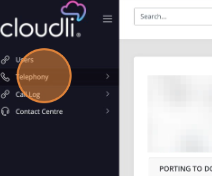 cloudli.
Search...
Users
Telephony
Call Log
Contact Centre
PORTING TO DO